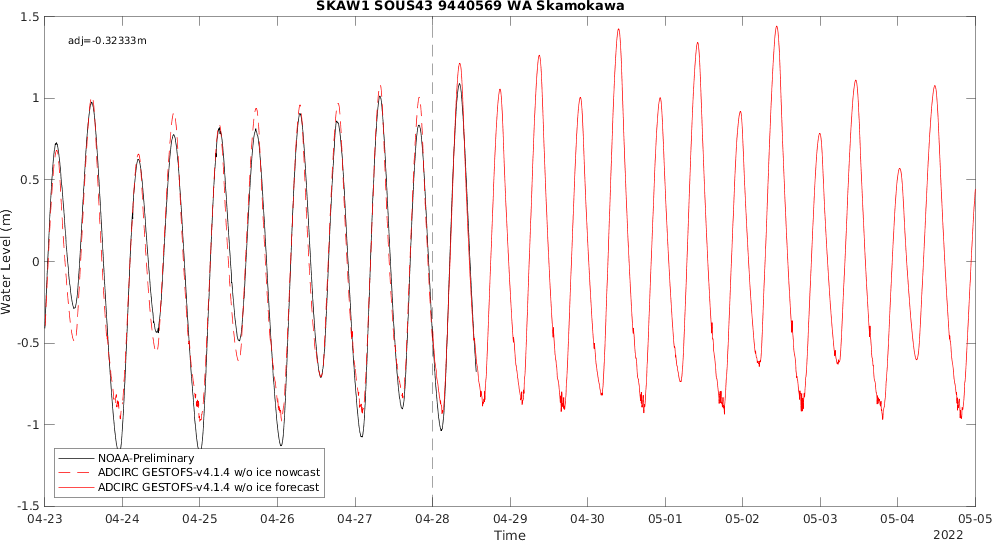 SKAW1 SOUS43 9440569 WA Skamokawa
adj=-0.32333m
1.5
1
0.5
0
-0.5
-1
-1.5
Water Level (m)
NOAA-Preliminary
ADCIRC GESTOFS-v4.1.4 w/o ice nowcast
ADCIRC GESTOFS-v4.1.4 w/o ice forecast
04-23 04-24 04-25 04-26 04-27 04-28 04-29 04-30 05-01 05-02 05-03 05-04 05-05
Time
2022